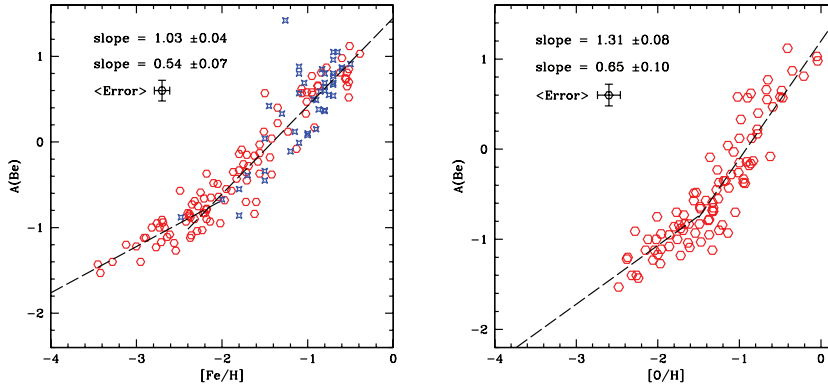 slope = 1.03 ±0.04
slope = 0.54 ±0.07
<Error>
1
0
−1
−2
A(Be)
−4
−3
−2
−1
0
[Fe/H]
slope = 1.31 ±0.08
slope = 0.65 ±0.10
<Error>
1
0
−1
−2
A(Be)
−4
−3
−2
−1
0
[O/H]